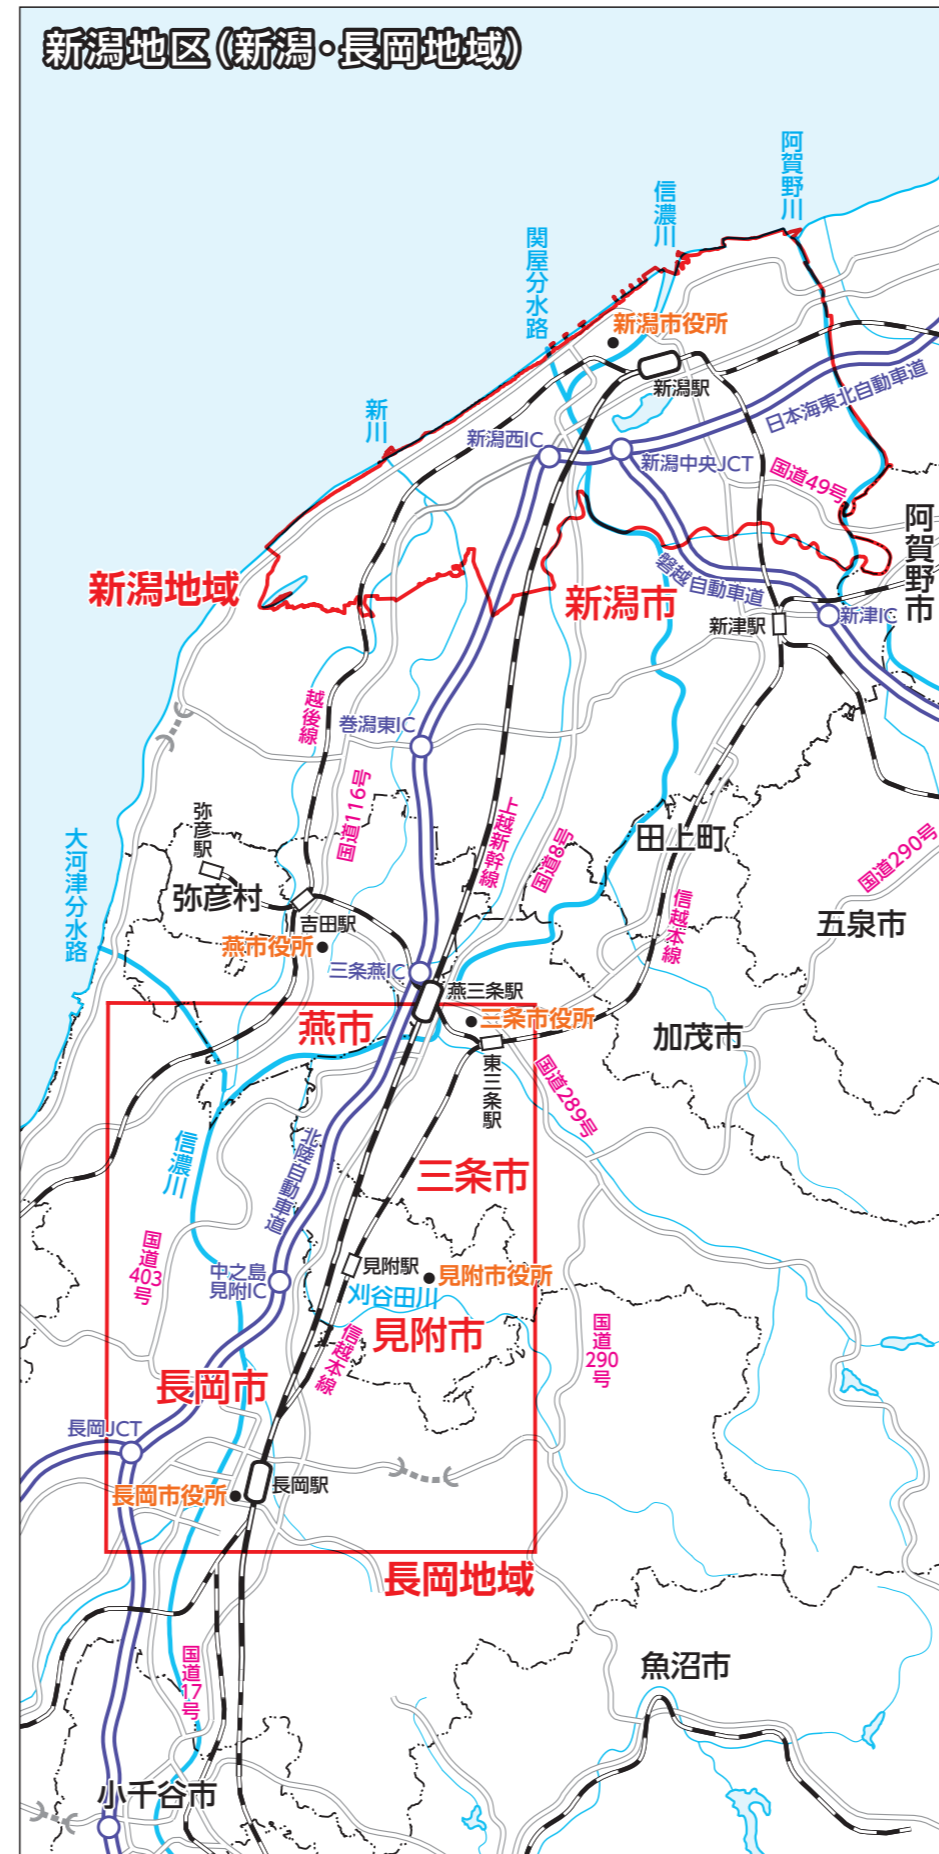 新潟地区（新潟・長岡地域）
阿賀野川
信濃川
関屋分水路
新潟市役所
新潟駅
日本海東北自動車道
新川
新潟西IC
新潟中央JCT
国道49号
阿賀野市
新潟地域
新潟市
磐越自動車道
新津駅
新津IC
越後線
巻潟東IC
国道116号
上越新幹線
国道8号
弥彦駅
大河津分水路
田上町
国道290号
弥彦村
信越本線
吉田駅
燕市役所
五泉市
三条燕IC
燕三条駅
燕市
三条市役所
加茂市
東三条駅
国道289号
信濃川
北陸自動車道
三条市
国道
403
号
見附駅
中之島
見附IC
見附市役所
刈谷田川
見附市
国道
290
号
信越本線
長岡市
長岡JCT
長岡駅
長岡市役所
長岡地域
国道17号
魚沼市
小千谷市